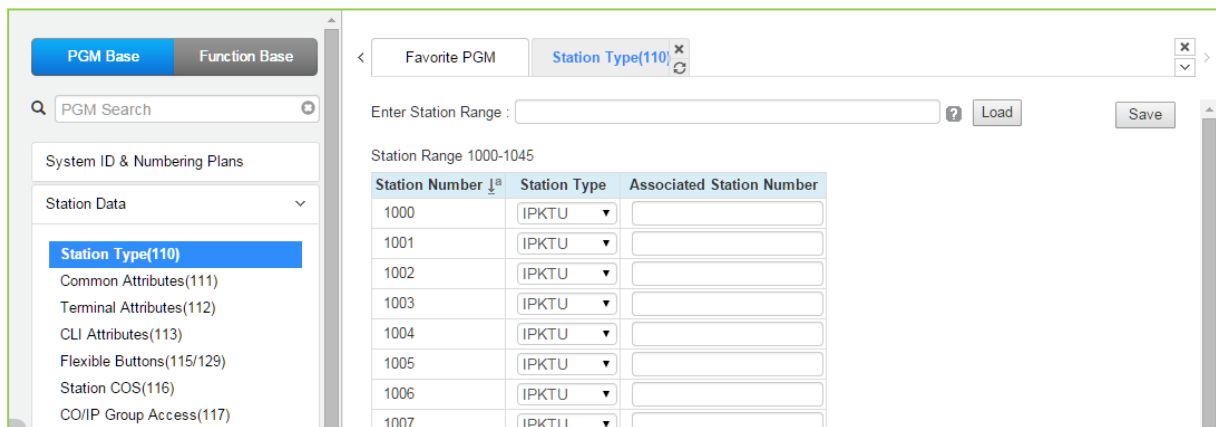 PGM Base Function Base
PGM Search
System ID & Numbering Plans
Station Data
Station Type(110)
Common Attributes(111)
Terminal Attributes(112)
CLI Attributes(113)
Flexible Buttons(115/129)
Station COS(116)
CO/IP Group Access(117)
Favorite PGM Station Type(110)
Enter Station Range : Load Save
Station Range 1000-1045
Station Number Station Type Associated Station Number
1000 IPKTU
1001 IPKTU
1002 IPKTU
1003 IPKTU
1004 IPKTU
1005 IPKTU
1006 IPKTU
1007 IPKTU